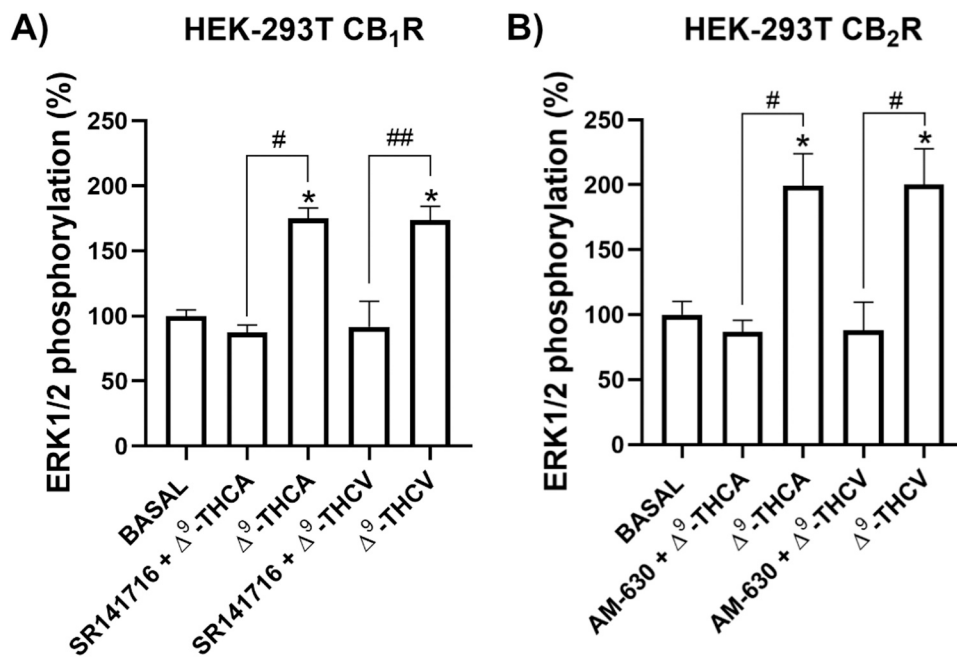 A)
HEK-293T CB₁R
ERK1/2 phosphorylation (%)
250
200
150
100
50
0
#
##
*
*
BASAL
SR141716 + Δ⁹-THCA
Δ⁹-THCA
SR141716 + Δ⁹-THCV
Δ⁹-THCV
B)
HEK-293T CB₂R
ERK1/2 phosphorylation (%)
250
200
150
100
50
0
#
#
*
*
BASAL
AM-630 + Δ⁹-THCA
Δ⁹-THCA
AM-630 + Δ⁹-THCV
Δ⁹-THCV